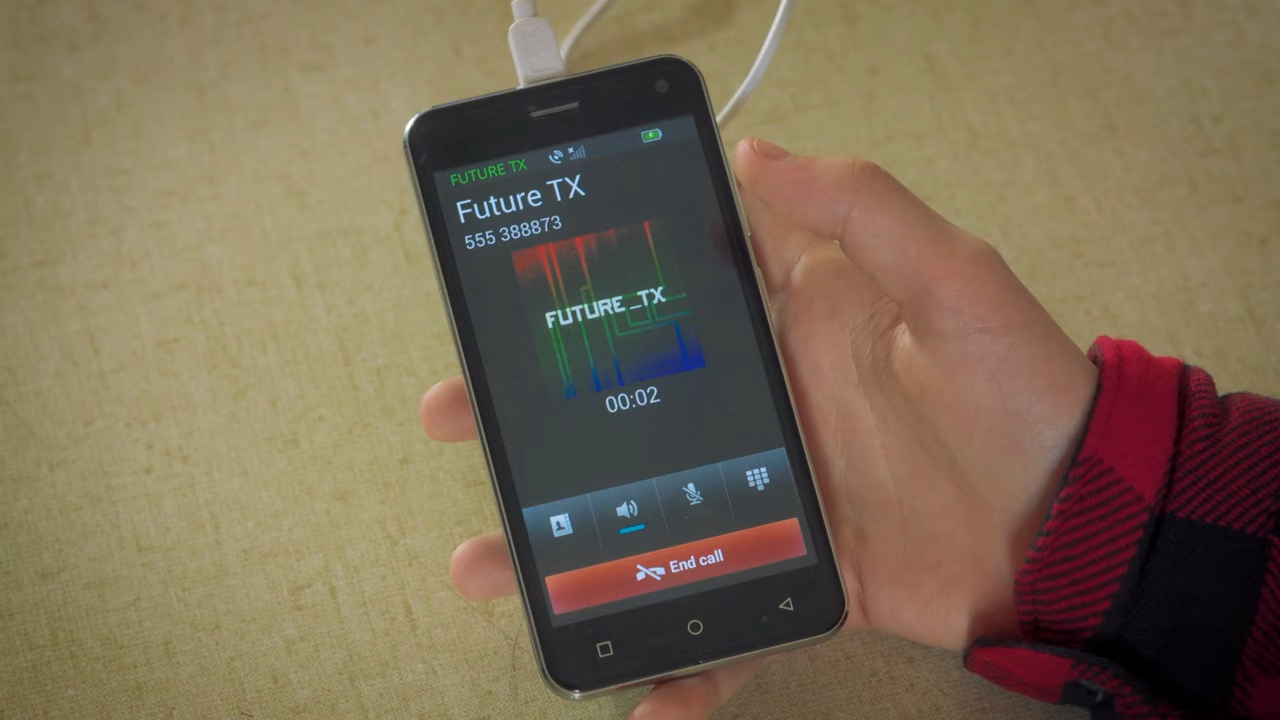 FUTURE TX
Future TX
555 388873
FUTURE_TX
00:02
End call